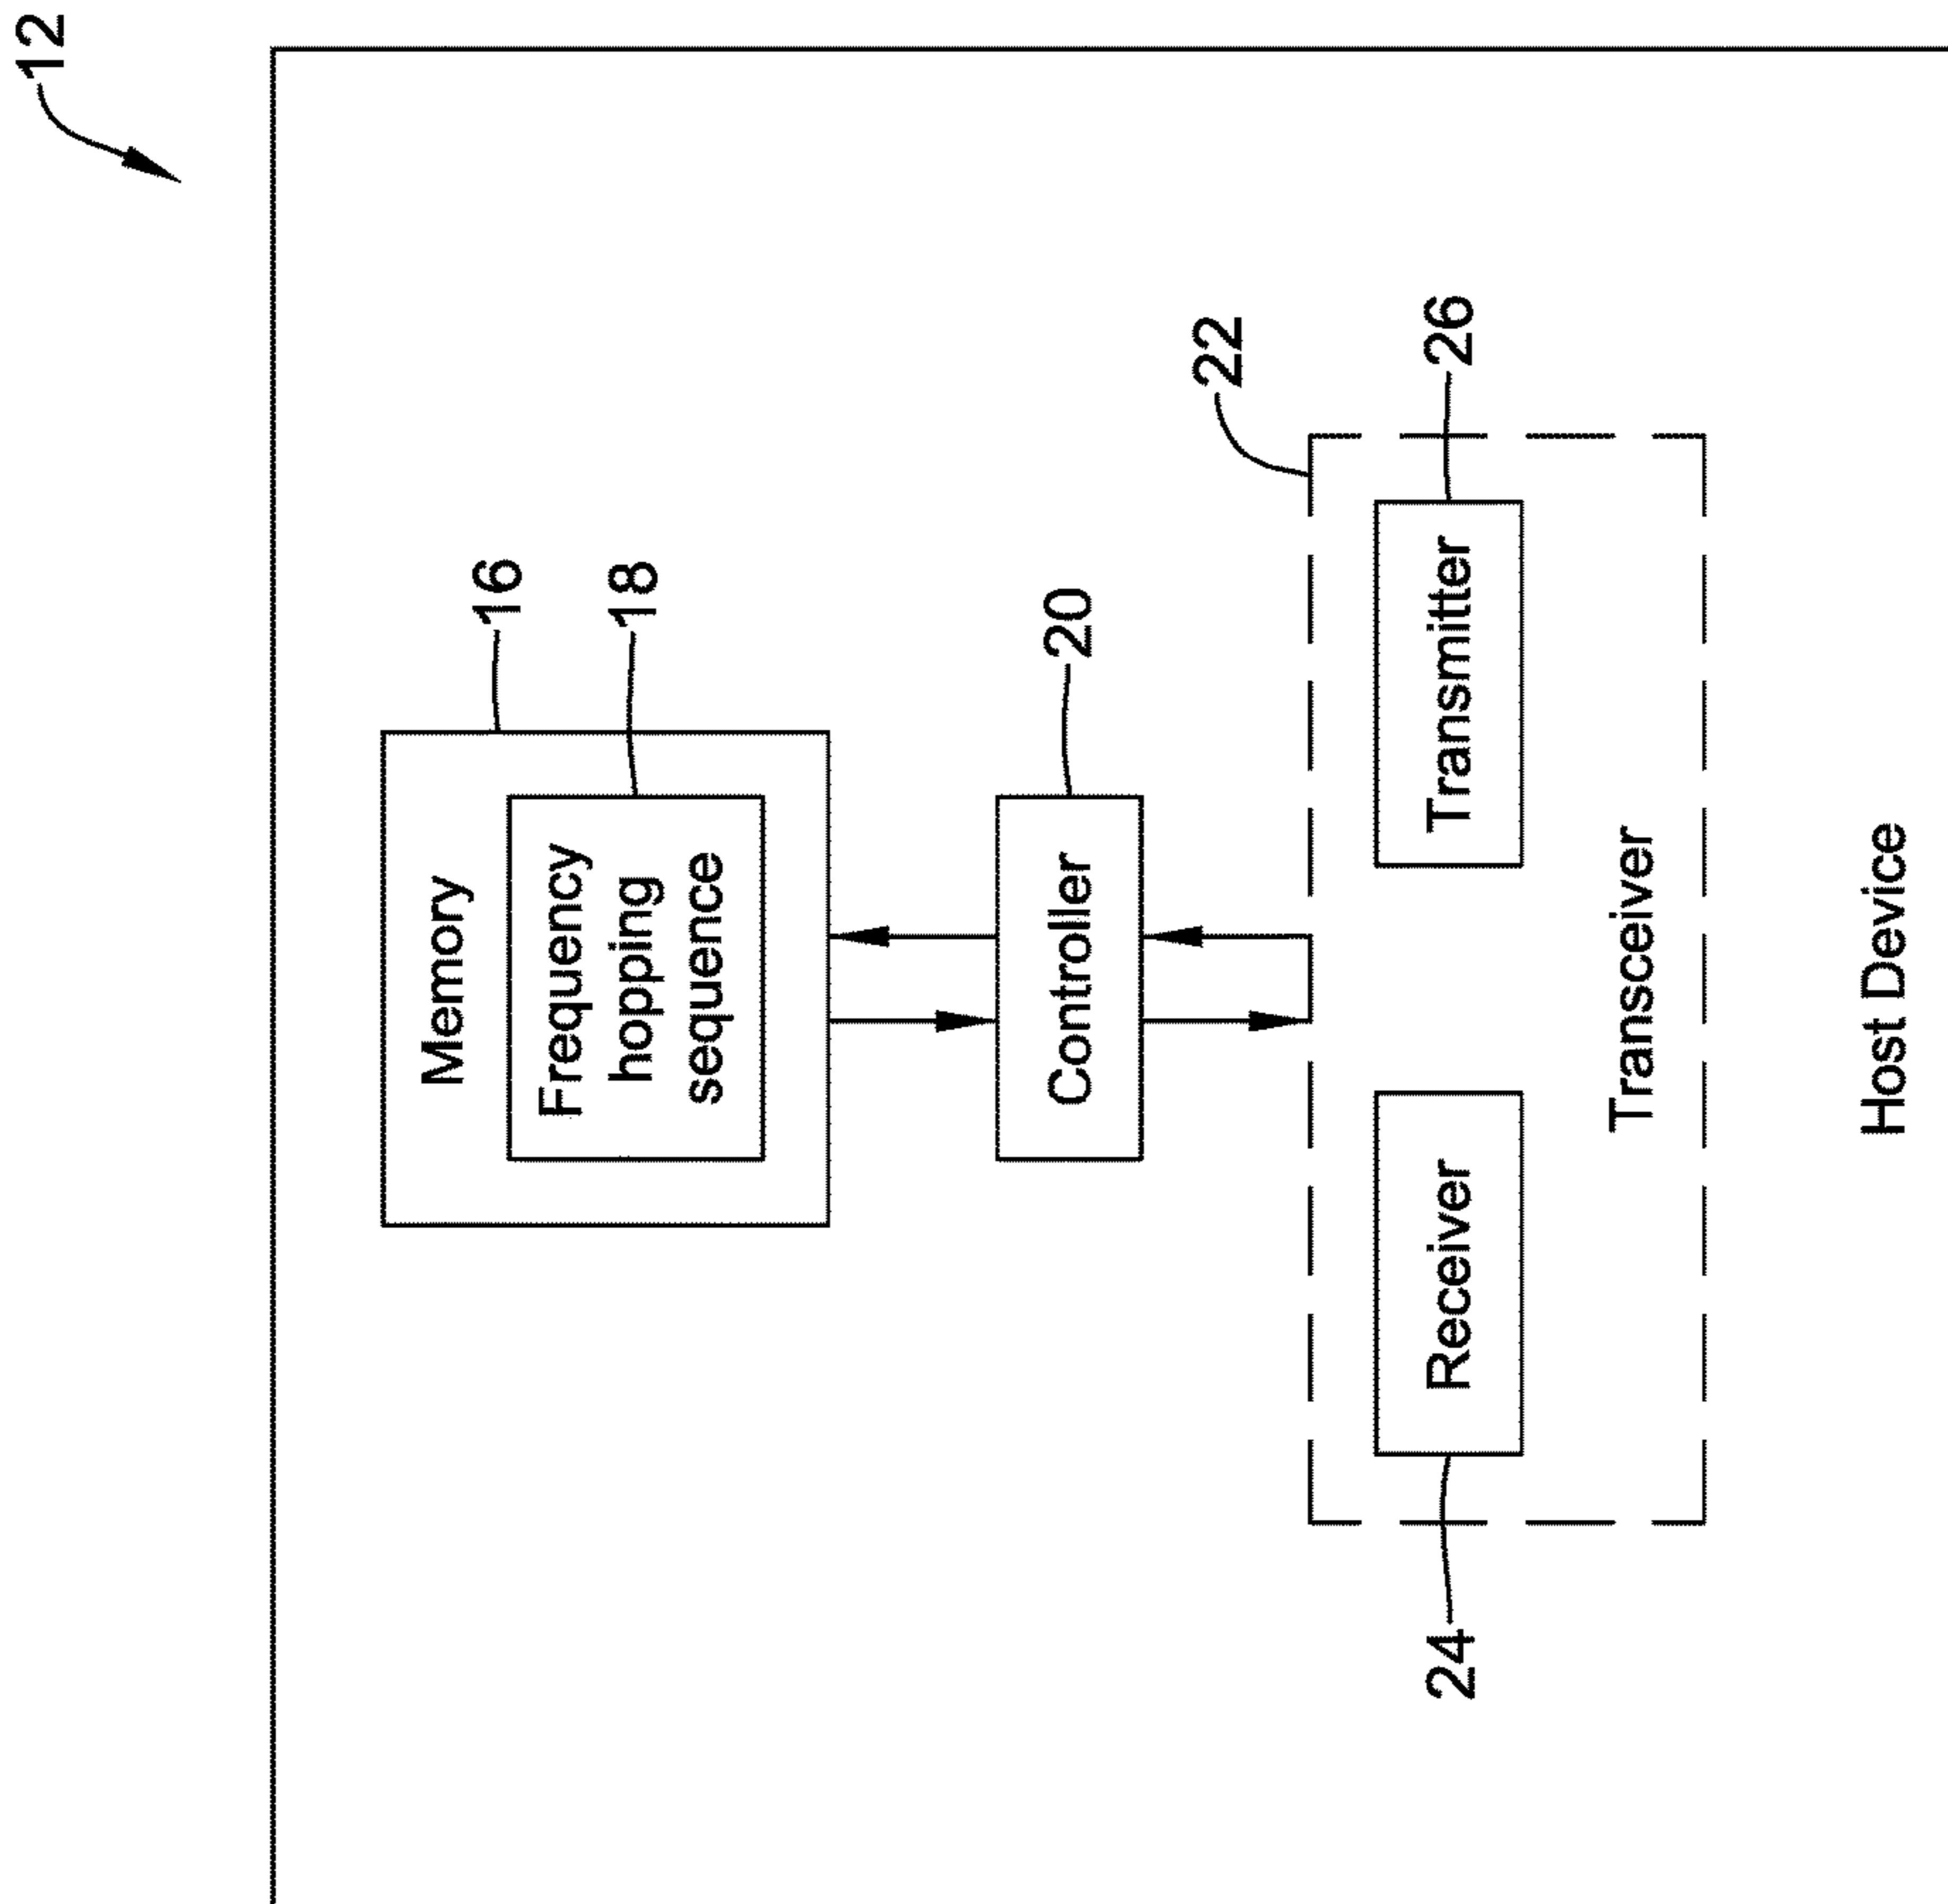 12
16
Memory
18
Frequency
hopping
sequence
20
Controller
22
24
Receiver
Transmitter
26
Transceiver
Host Device